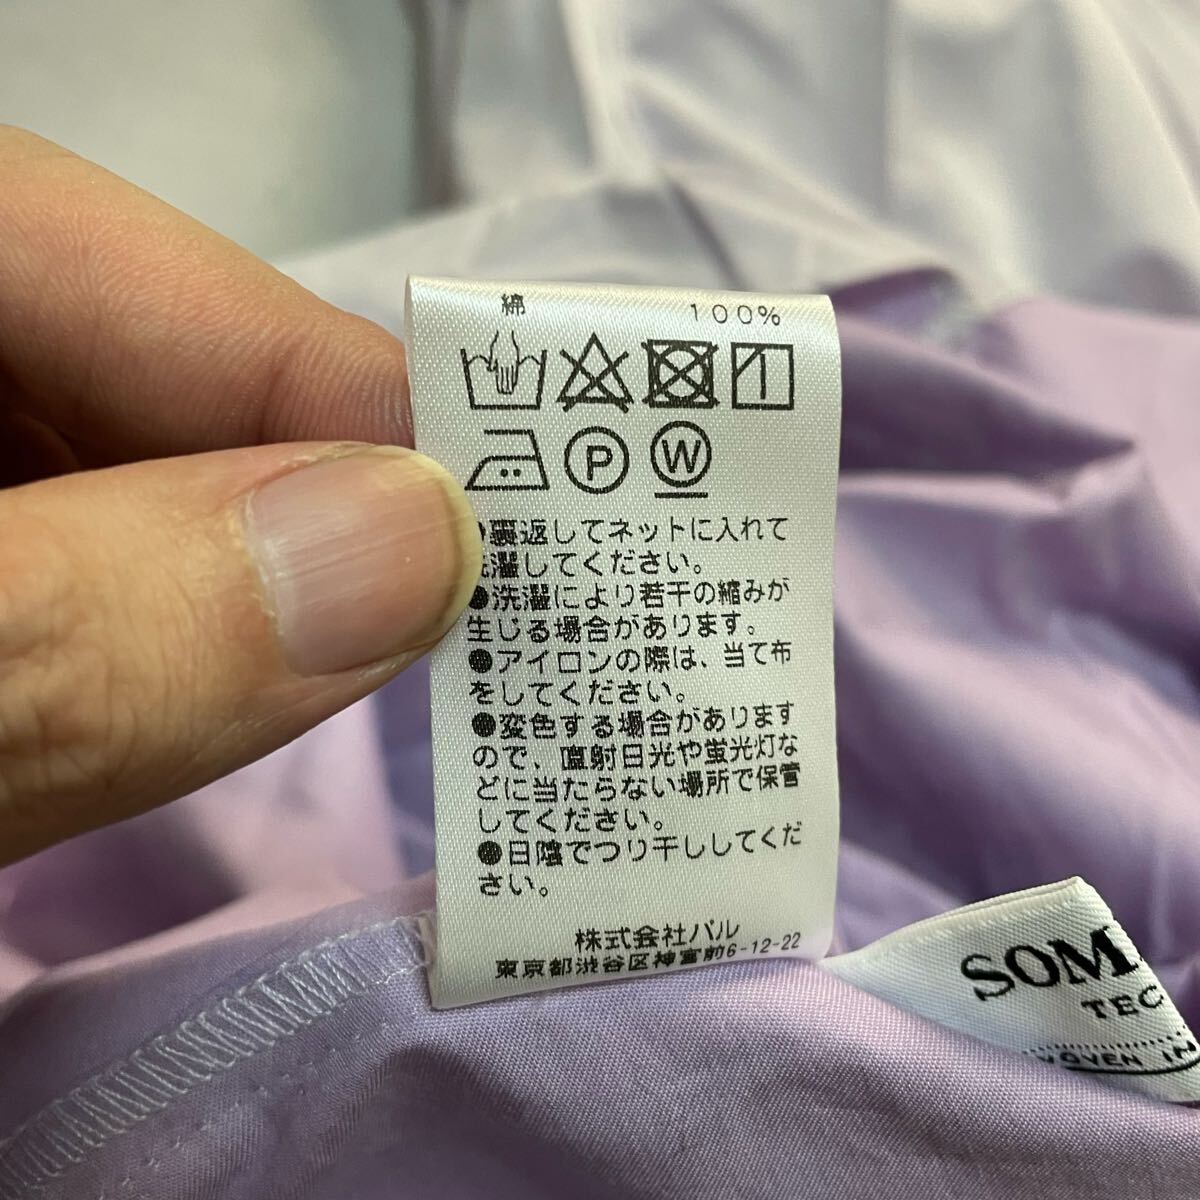 綿 100%
P W
●裏返してネットに入れて
洗濯してください。
●洗濯により若干の縮みが
生じる場合があります。
●アイロンの際は、当て布
をしてください。
●変色する場合があります
ので、直射日光や蛍光灯な
どに当たらない場所で保管
してください。
●日陰でつり干ししてくだ
さい。
株式会社パル
東京都渋谷区神宮前6-12-22
SOM
TEC
WOVEN IN